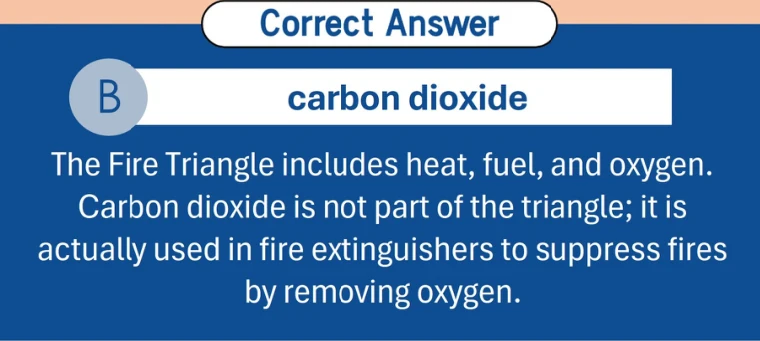 Correct Answer
B
carbon dioxide
The Fire Triangle includes heat, fuel, and oxygen.
Carbon dioxide is not part of the triangle; it is
actually used in fire extinguishers to suppress fires
by removing oxygen.